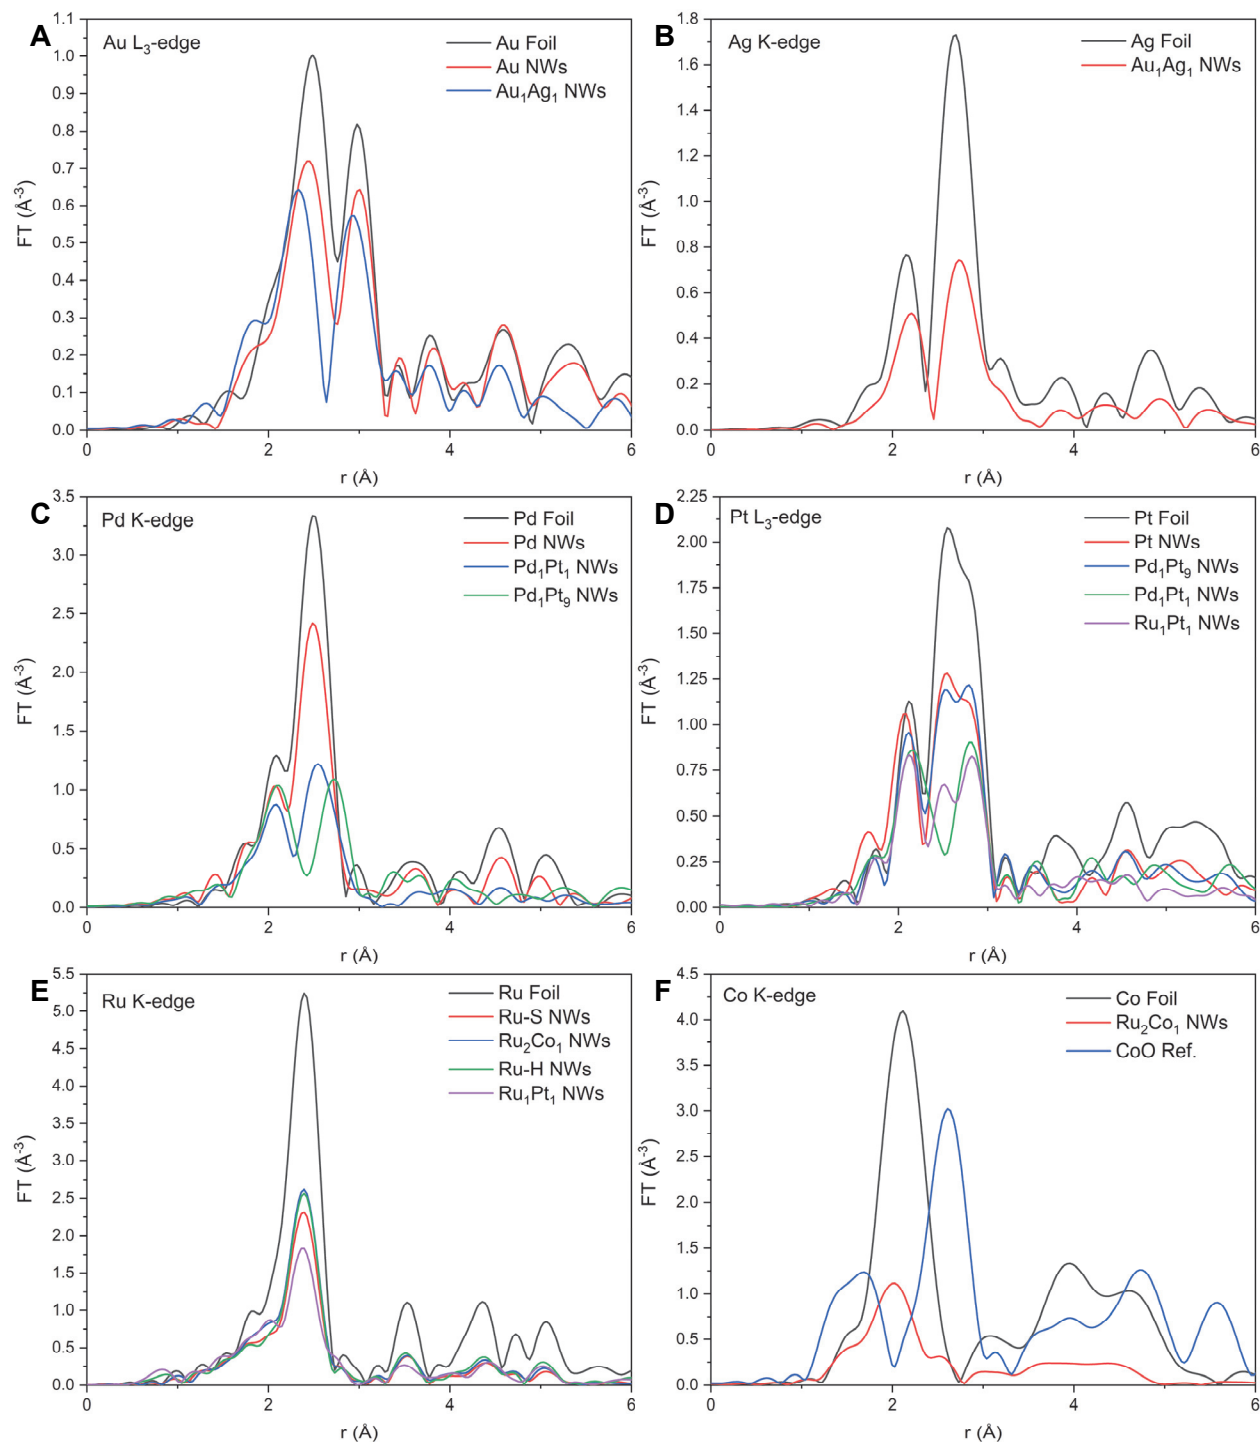 A
Au L₃-edge
Au Foil
Au NWs
Au₁Ag₁ NWs
1.1
1.0
0.9
0.8
0.7
0.6
0.5
0.4
0.3
0.2
0.1
0.0
FT (Å⁻³)
0 2 4 6
r (Å)
B
Ag K-edge
Ag Foil
Au₁Ag₁ NWs
1.8
1.6
1.4
1.2
1.0
0.8
0.6
0.4
0.2
0.0
FT (Å⁻³)
0 2 4 6
r (Å)
C
Pd K-edge
Pd Foil
Pd NWs
Pd₁Pt₁ NWs
Pd₁Pt₉ NWs
3.5
3.0
2.5
2.0
1.5
1.0
0.5
0.0
FT (Å⁻³)
0 2 4 6
r (Å)
D
Pt L₃-edge
Pt Foil
Pt NWs
Pd₁Pt₉ NWs
Pd₁Pt₁ NWs
Ru₁Pt₁ NWs
2.25
2.00
1.75
1.50
1.25
1.00
0.75
0.50
0.25
0.00
FT (Å⁻³)
0 2 4 6
r (Å)
E
Ru K-edge
Ru Foil
Ru-S NWs
Ru₂Co₁ NWs
Ru-H NWs
Ru₁Pt₁ NWs
5.5
5.0
4.5
4.0
3.5
3.0
2.5
2.0
1.5
1.0
0.5
0.0
FT (Å⁻³)
0 2 4 6
r (Å)
F
Co K-edge
Co Foil
Ru₂Co₁ NWs
CoO Ref.
4.5
4.0
3.5
3.0
2.5
2.0
1.5
1.0
0.5
0.0
FT (Å⁻³)
0 2 4 6
r (Å)